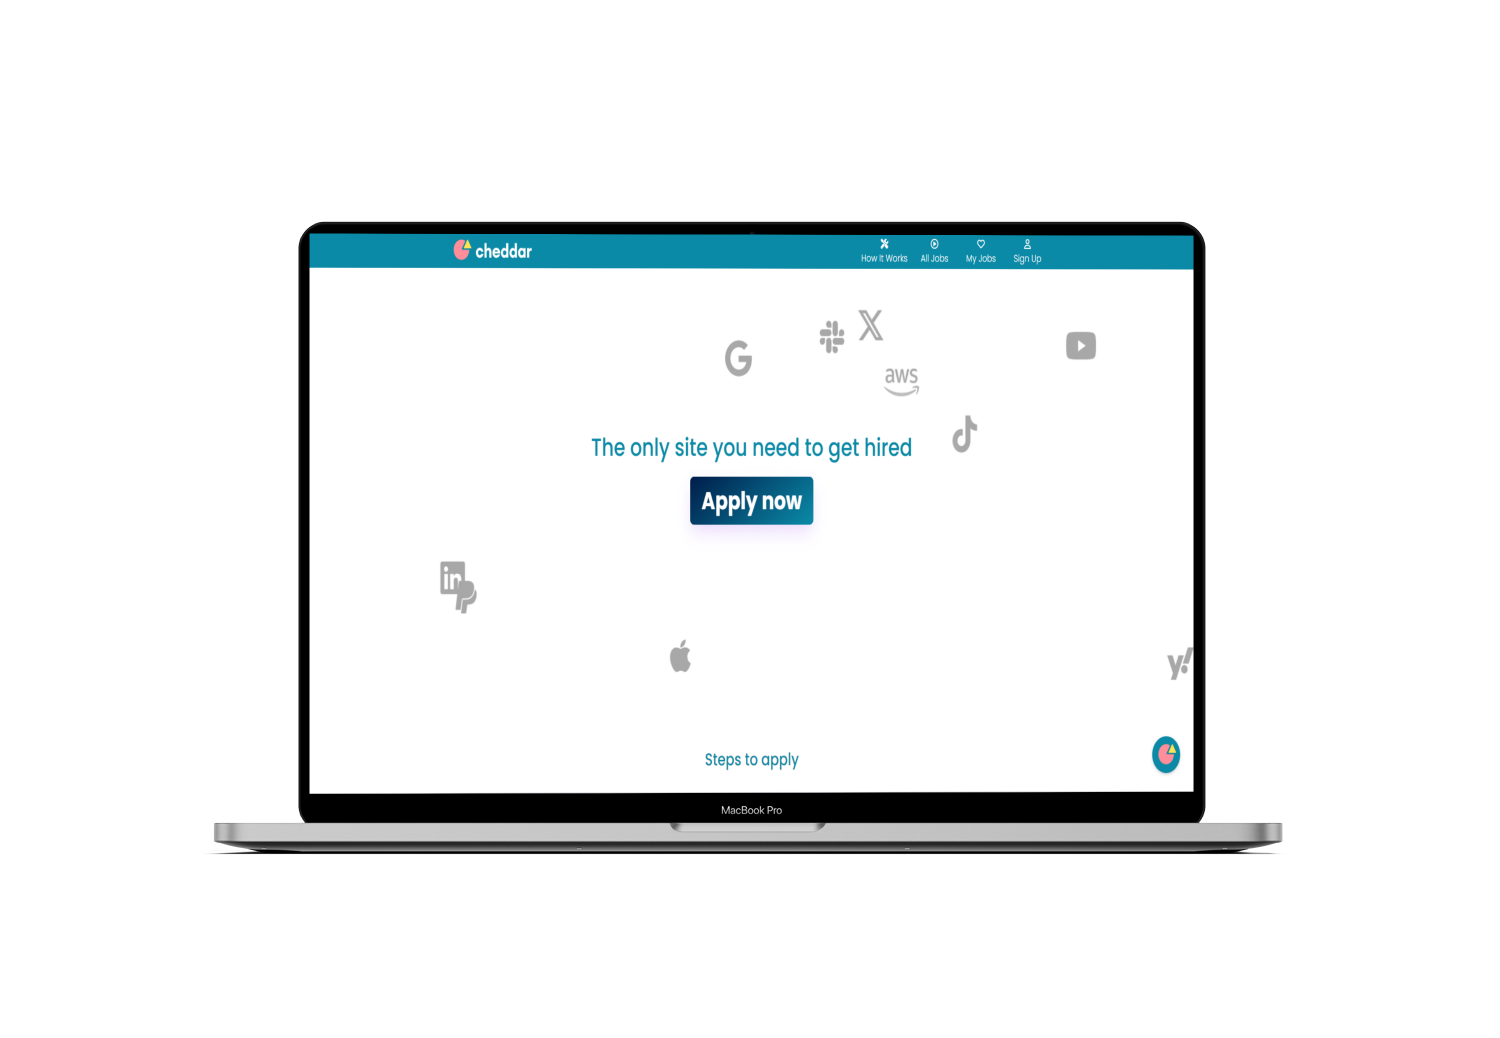 cheddar
How It Works
All Jobs
My Jobs
Sign Up
G
X
aws
The only site you need to get hired
Apply now
in
P
y!
Steps to apply
MacBook Pro